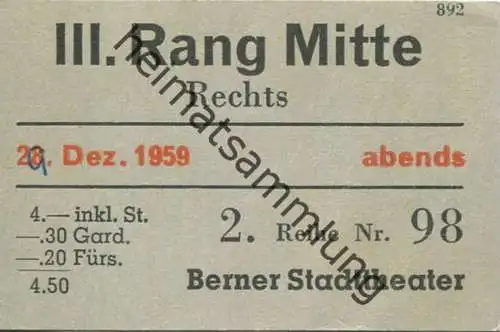 892
III. Rang Mitte
Rechts
29. Dez. 1959 abends
4.— inkl. St.
—.30 Gard.
—.20 Fürs.
4.50
2. Reihe Nr. 98
Berner Stadttheater
heimatsammlung